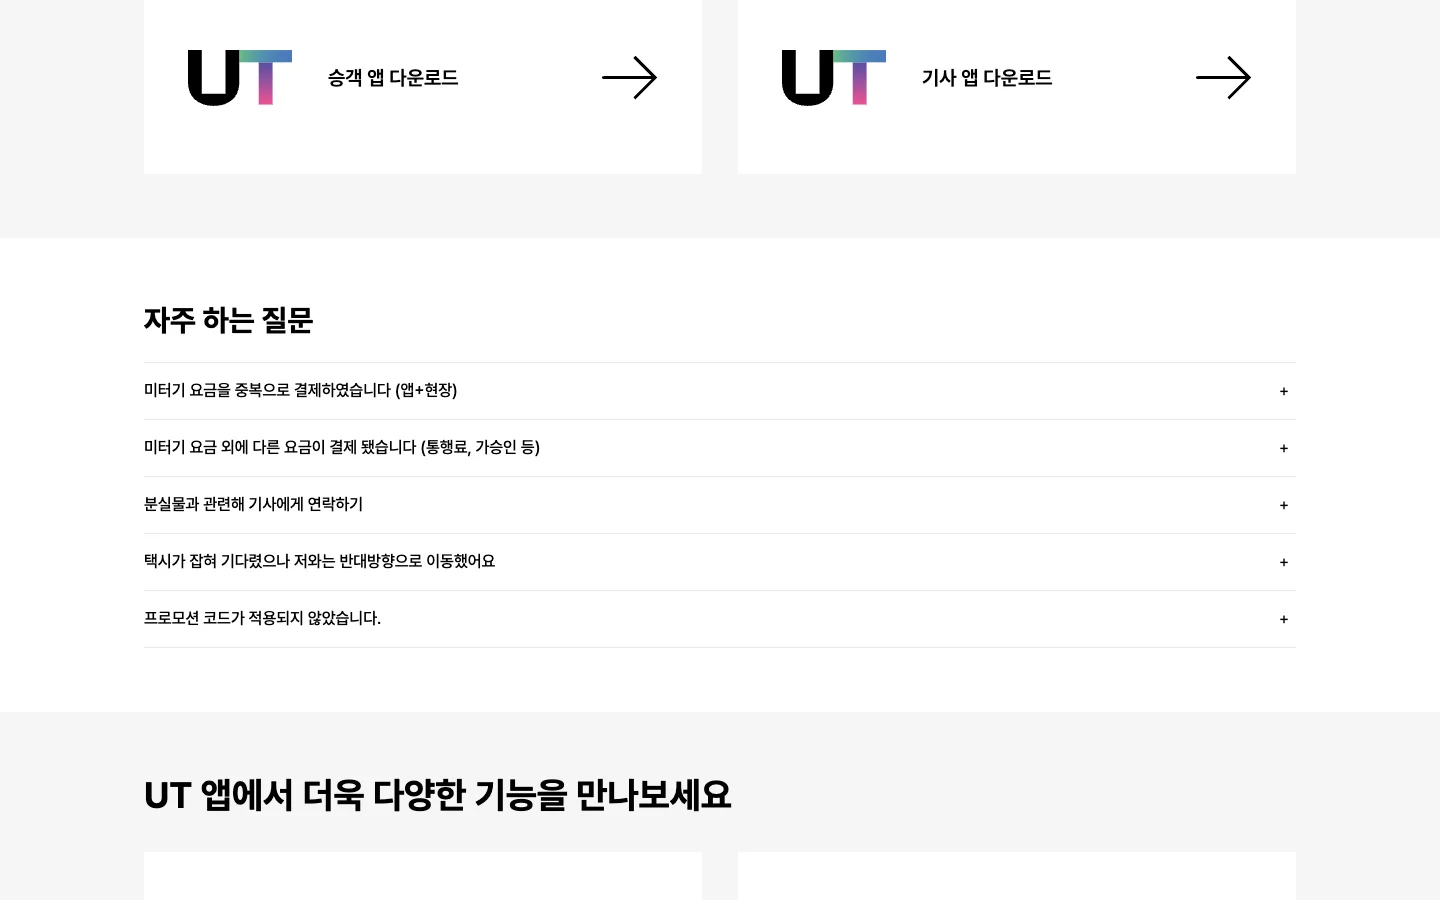 UT 승객 앱 다운로드
UT 기사 앱 다운로드
자주 하는 질문
미터기 요금을 중복으로 결제하였습니다 (앱+현장) +
미터기 요금 외에 다른 요금이 결제 됐습니다 (통행료, 가승인 등) +
분실물과 관련해 기사에게 연락하기 +
택시가 잡혀 기다렸으나 저와는 반대방향으로 이동했어요 +
프로모션 코드가 적용되지 않았습니다. +
UT 앱에서 더욱 다양한 기능을 만나보세요